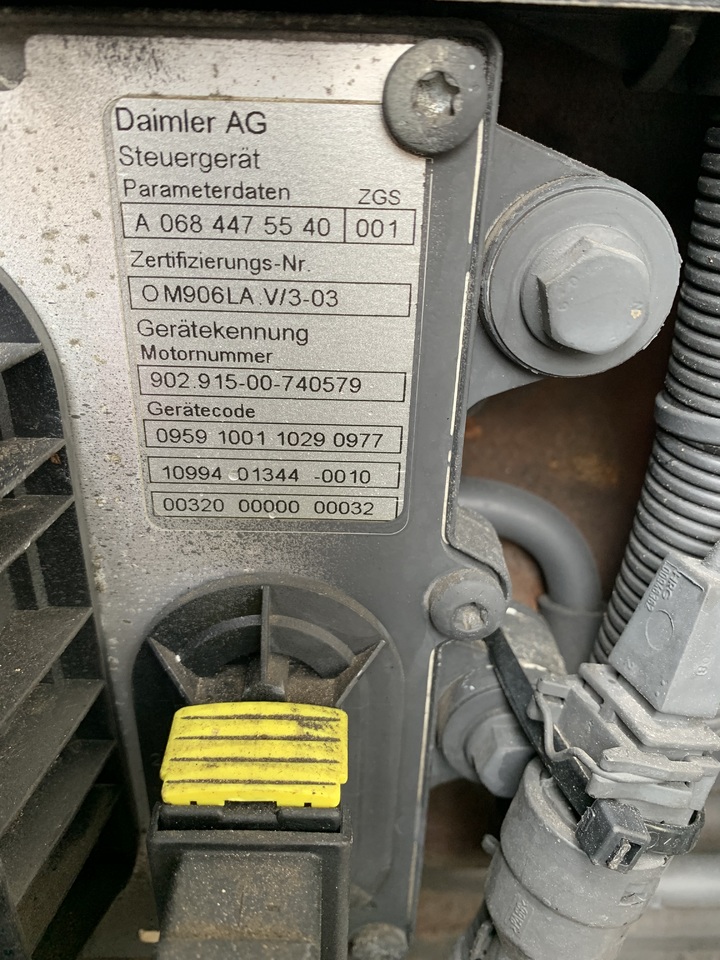 Daimler AG
Steuergerät
Parameterdaten ZGS
A 068 447 55 40 001
Zertifizierungs-Nr.
OM906LA.V/3-03
Gerätekennung
Motornummer
902.915-00-740579
Gerätecode
0959 1001 1029 0977
10994 01344 -0010
00320 00000 00032